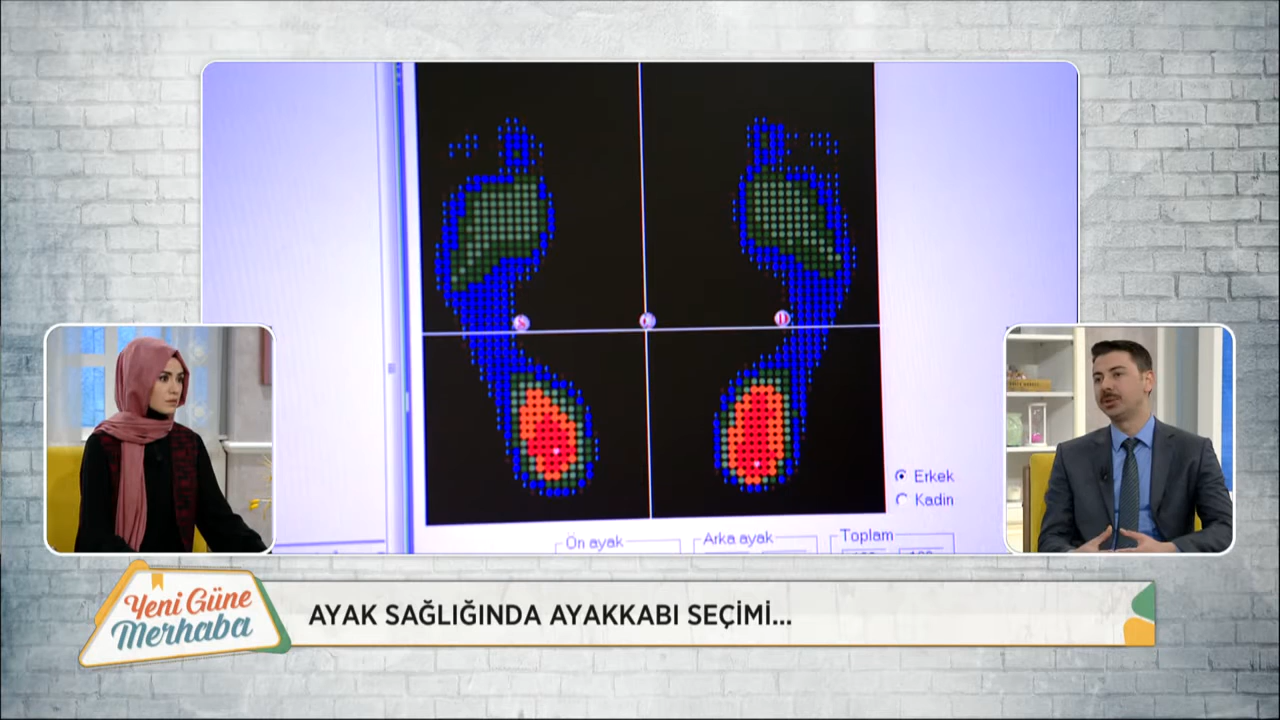 S
C
D
Erkek
Kadin
Ön ayak
Arka ayak
Toplam
Yeni Güne
Merhaba
AYAK SAĞLIĞINDA AYAKKABI SEÇİMİ...